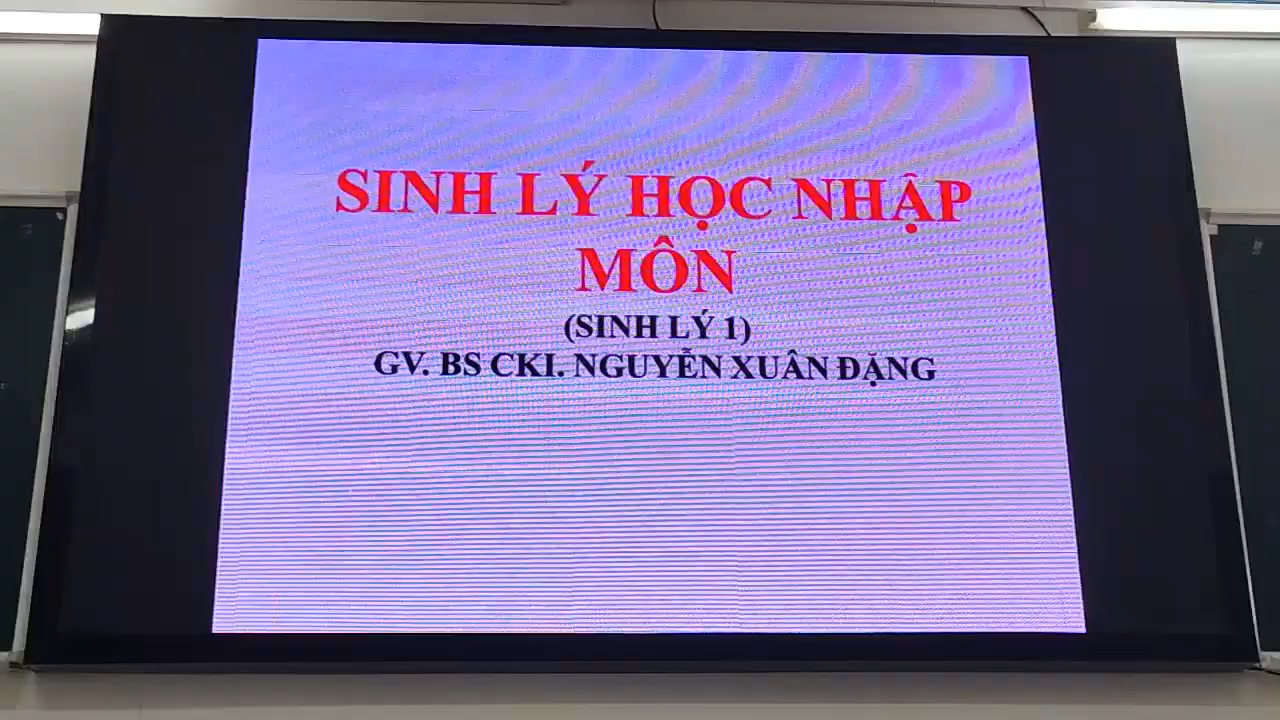 SINH LÝ HỌC NHẬP
MÔN
(SINH LÝ 1)
GV. BS CKI. NGUYỄN XUÂN ĐẶNG